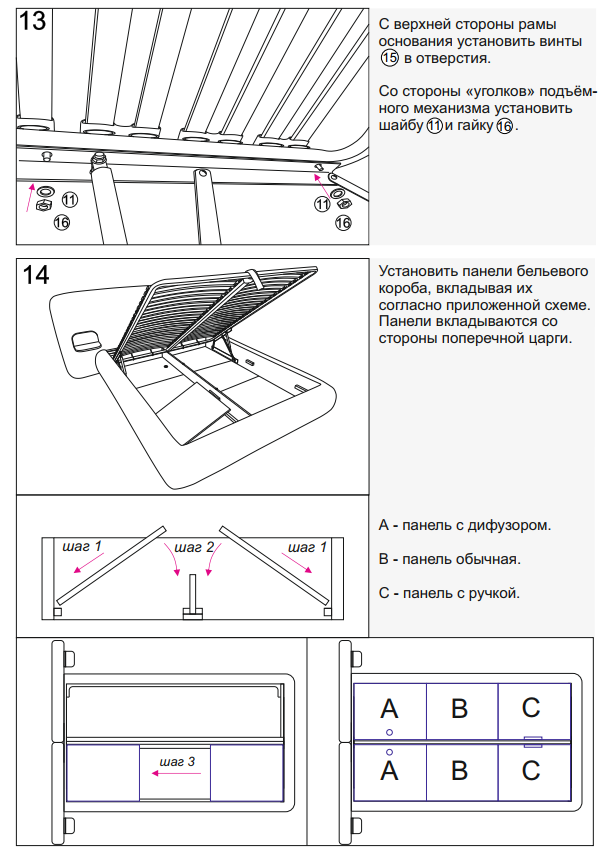 13
С верхней стороны рамы
основания установить винты
15 в отверстия.
Со стороны «уголков» подъём-
ного механизма установить
шайбу 11 и гайку 16 .
11
16
11
16
14
Установить панели бельевого
короба, вкладывая их
согласно приложенной схеме.
Панели вкладываются со
стороны поперечной царги.
шаг 1
шаг 2
шаг 1
А - панель с дифузором.
В - панель обычная.
С - панель с ручкой.
шаг 3
A B C
A B C